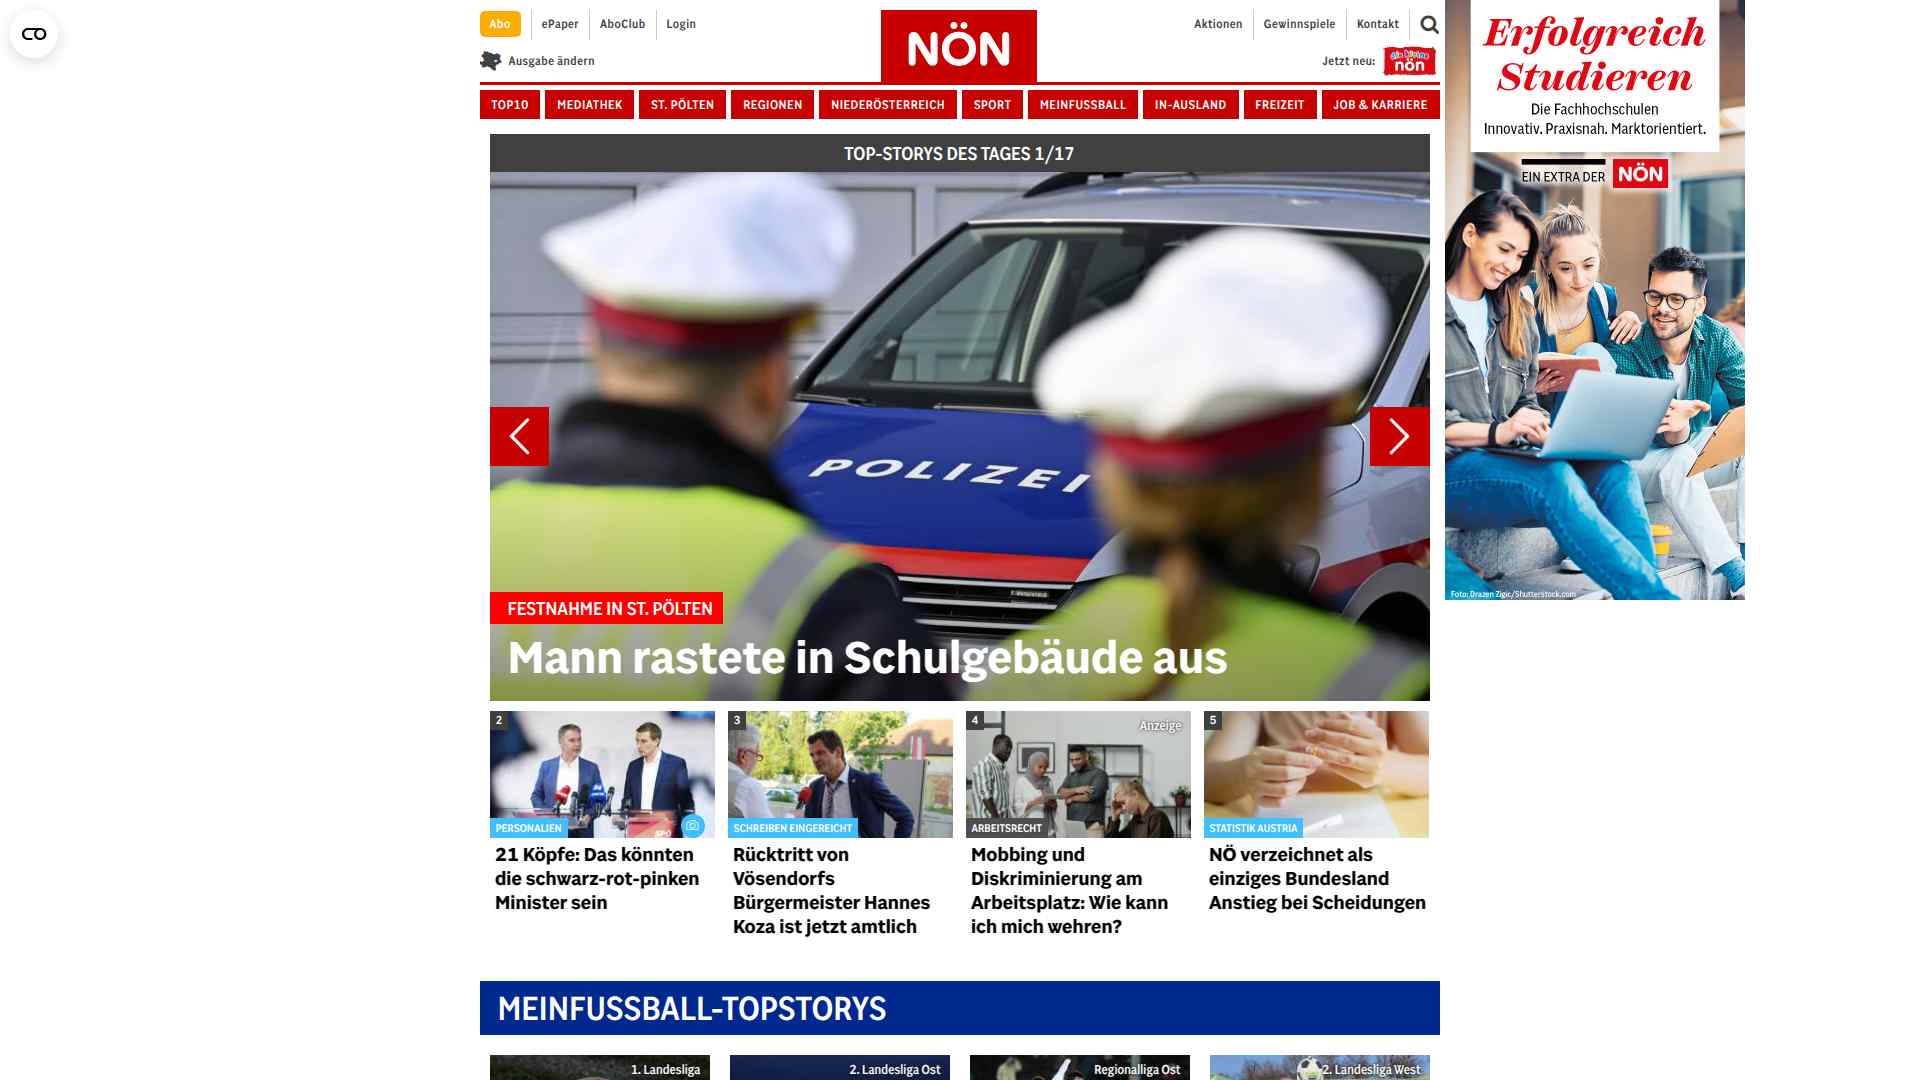 Abo
ePaper
AboClub
Login
NÖN
Aktionen
Gewinnspiele
Kontakt
Ausgabe ändern
Jetzt neu:
die kleine
nön
TOP10
MEDIATHEK
ST. PÖLTEN
REGIONEN
NIEDERÖSTERREICH
SPORT
MEINFUSSBALL
IN-AUSLAND
FREIZEIT
JOB & KARRIERE
Erfolgreich
Studieren
Die Fachhochschulen
Innovativ. Praxisnah. Marktorientiert.
EIN EXTRA DER NÖN
Foto: Drazen Zigic/Shutterstock.com
TOP-STORYS DES TAGES 1/17
POLIZEI
FESTNAHME IN ST. PÖLTEN
Mann rastete in Schulgebäude aus
2
SPÖ
PERSONALIEN
21 Köpfe: Das könnten
die schwarz-rot-pinken
Minister sein
3
SCHREIBEN EINGEREICHT
Rücktritt von
Vösendorfs
Bürgermeister Hannes
Koza ist jetzt amtlich
4
Anzeige
ARBEITSRECHT
Mobbing und
Diskriminierung am
Arbeitsplatz: Wie kann
ich mich wehren?
5
STATISTIK AUSTRIA
NÖ verzeichnet als
einziges Bundesland
Anstieg bei Scheidungen
MEINFUSSBALL-TOPSTORYS
1. Landesliga
2. Landesliga Ost
Regionalliga Ost
2. Landesliga West